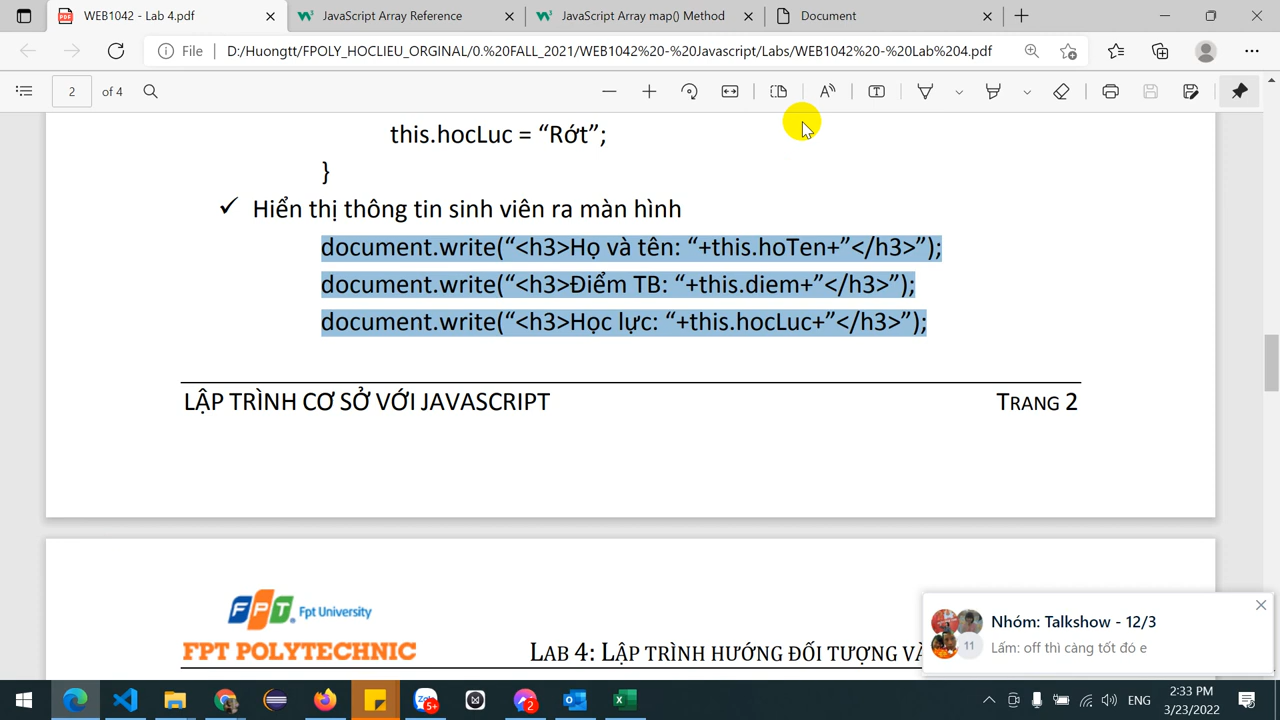 WEB1042 - Lab 4.pdf
JavaScript Array Reference
JavaScript Array map() Method
Document
File
D:/Huongtt/FPOLY_HOCLIEU_ORGINAL/0.%20FALL_2021/WEB1042%20-%20Javascript/Labs/WEB1042%20-%20Lab%204.pdf
2 of 4
this.hocLuc = “Rớt”;
}
✓ Hiển thị thông tin sinh viên ra màn hình
document.write(“<h3>Họ và tên: “+this.hoTen+”</h3>”);
document.write(“<h3>Điểm TB: “+this.diem+”</h3>”);
document.write(“<h3>Học lực: “+this.hocLuc+”</h3>”);
LẬP TRÌNH CƠ SỞ VỚI JAVASCRIPT
TRANG 2
FPT. Fpt University
FPT POLYTECHNIC
LAB 4: LẬP TRÌNH HƯỚNG ĐỐI TƯỢNG VÀ
Nhóm: Talkshow - 12/3
11
Lấm: off thì càng tốt đó e
5+
2
ENG
2:33 PM
3/23/2022